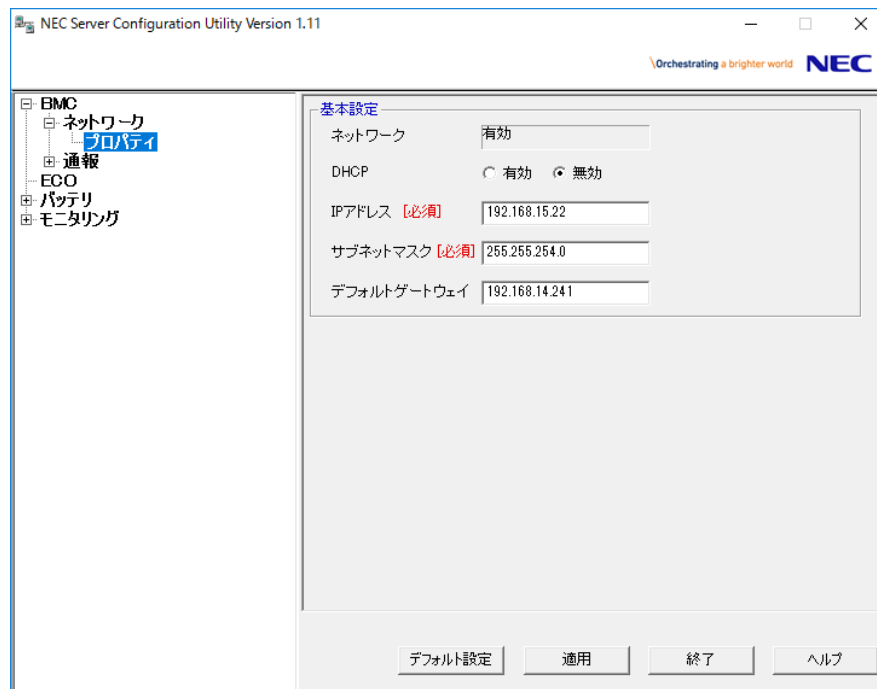 NEC Server Configuration Utility Version 1.11
\Orchestrating a brighter world NEC
BMC
ネットワーク
プロパティ
通報
ECO
バッテリ
モニタリング
基本設定
ネットワーク 有効
DHCP 有効 無効
IPアドレス [必須] 192.168.15.22
サブネットマスク [必須] 255.255.254.0
デフォルトゲートウェイ 192.168.14.241
デフォルト設定 適用 終了 ヘルプ